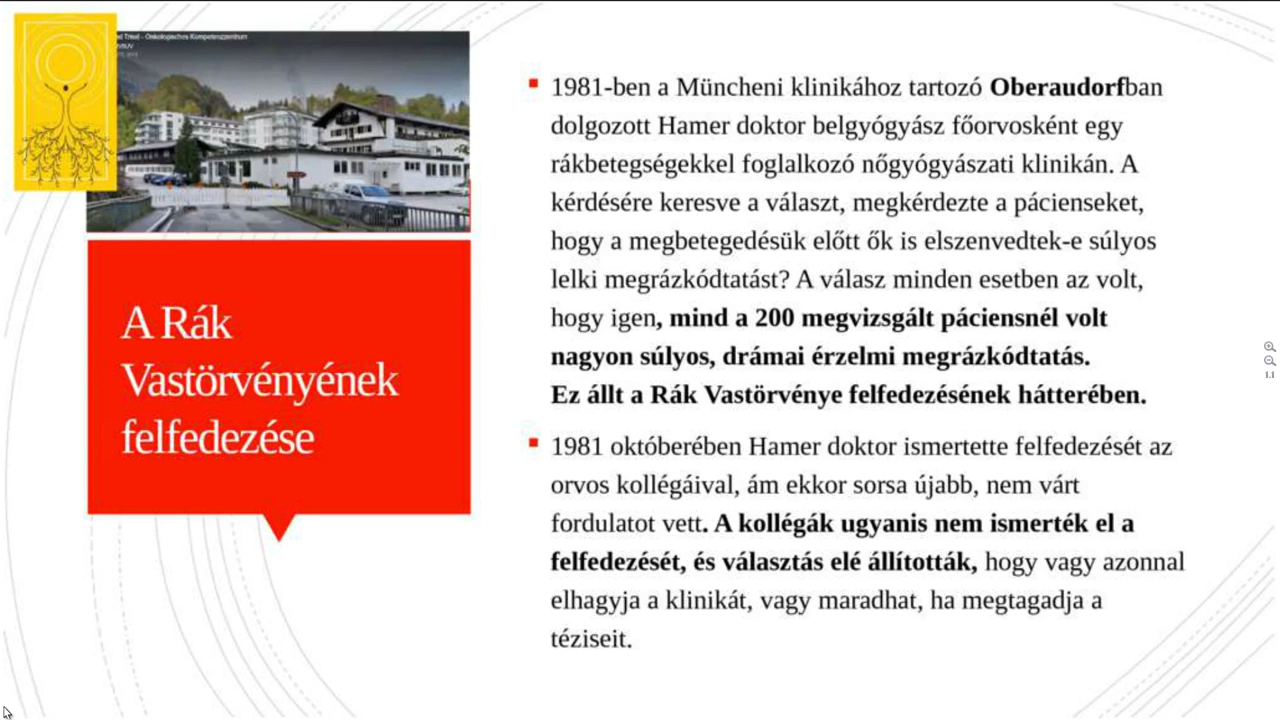 Onkologisches Kompetenzzentrum
A Rák
Vastörvényének
felfedezése
1981-ben a Müncheni klinikához tartozó Oberaudorfban
dolgozott Hamer doktor belgyógyász főorvosként egy
rákbetegségekkel foglalkozó nőgyógyászati klinikán. A
kérdésére keresve a választ, megkérdezte a pácienseket,
hogy a megbetegedésük előtt ők is elszenvedtek-e súlyos
lelki megrázkódtatást? A válasz minden esetben az volt,
hogy igen, mind a 200 megvizsgált páciensnél volt
nagyon súlyos, drámai érzelmi megrázkódtatás.
Ez állt a Rák Vastörvénye felfedezésének hátterében.
1981 októberében Hamer doktor ismertette felfedezését az
orvos kollégáival, ám ekkor sorsa újabb, nem várt
fordulatot vett. A kollégák ugyanis nem ismerték el a
felfedezését, és választás elé állították, hogy vagy azonnal
elhagyja a klinikát, vagy maradhat, ha megtagadja a
téziseit.